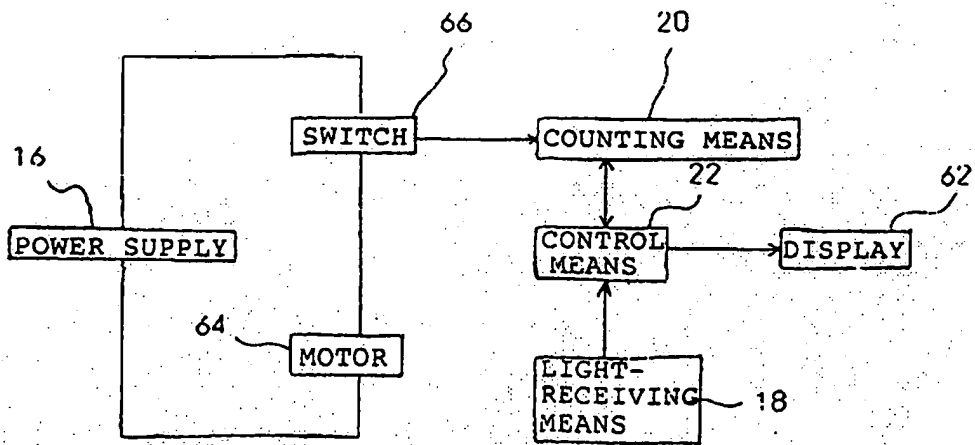 66
20
SWITCH
COUNTING MEANS
16
22
62
POWER SUPPLY
CONTROL
MEANS
DISPLAY
64
MOTOR
LIGHT-
RECEIVING
MEANS
18